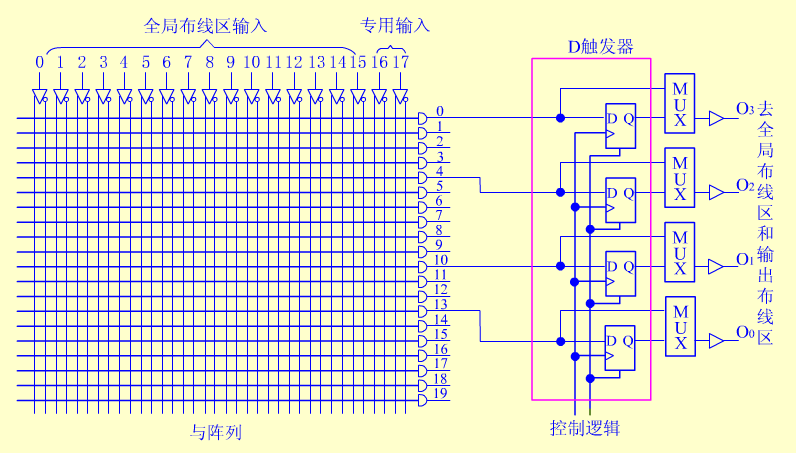 全局布线区输入 专用输入
D触发器
0 1 2 3 4 5 6 7 8 9 10 11 12 13 14 15 16 17
0
1
2
3
4
5
6
7
8
9
10
11
12
13
14
15
16
17
18
19
D Q
D Q
D Q
D Q
MUX
MUX
MUX
MUX
O3
O2
O1
O0
去全局布线区和输出布线区
与阵列
控制逻辑